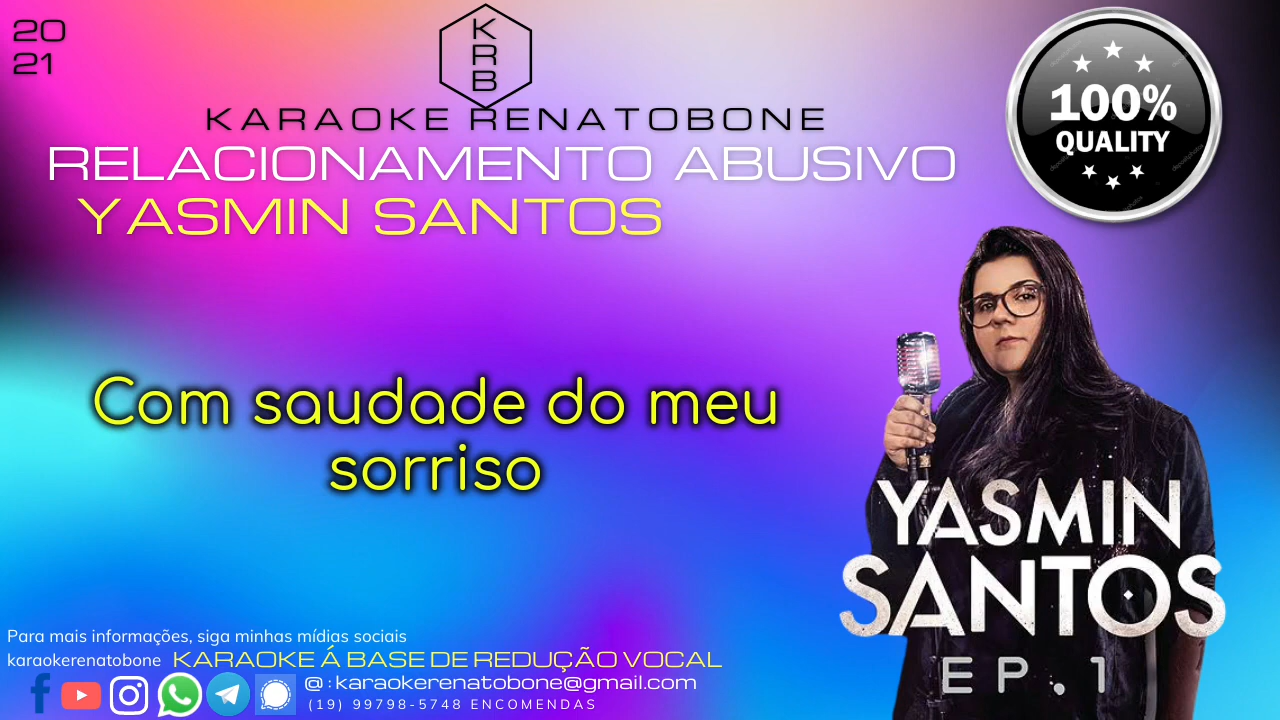 20
21
K
R
B
KARAOKE RENATOBONE
RELACIONAMENTO ABUSIVO
YASMIN SANTOS
100%
QUALITY
Com saudade do meu
sorriso
YASMIN
SANTOS
EP.1
Para mais informações, siga minhas mídias sociais
karaokerenatobone
KARAOKE Á BASE DE REDUÇÃO VOCAL
@ : karaokerenatobone@gmail.com
(19) 99798-5748 ENCOMENDAS